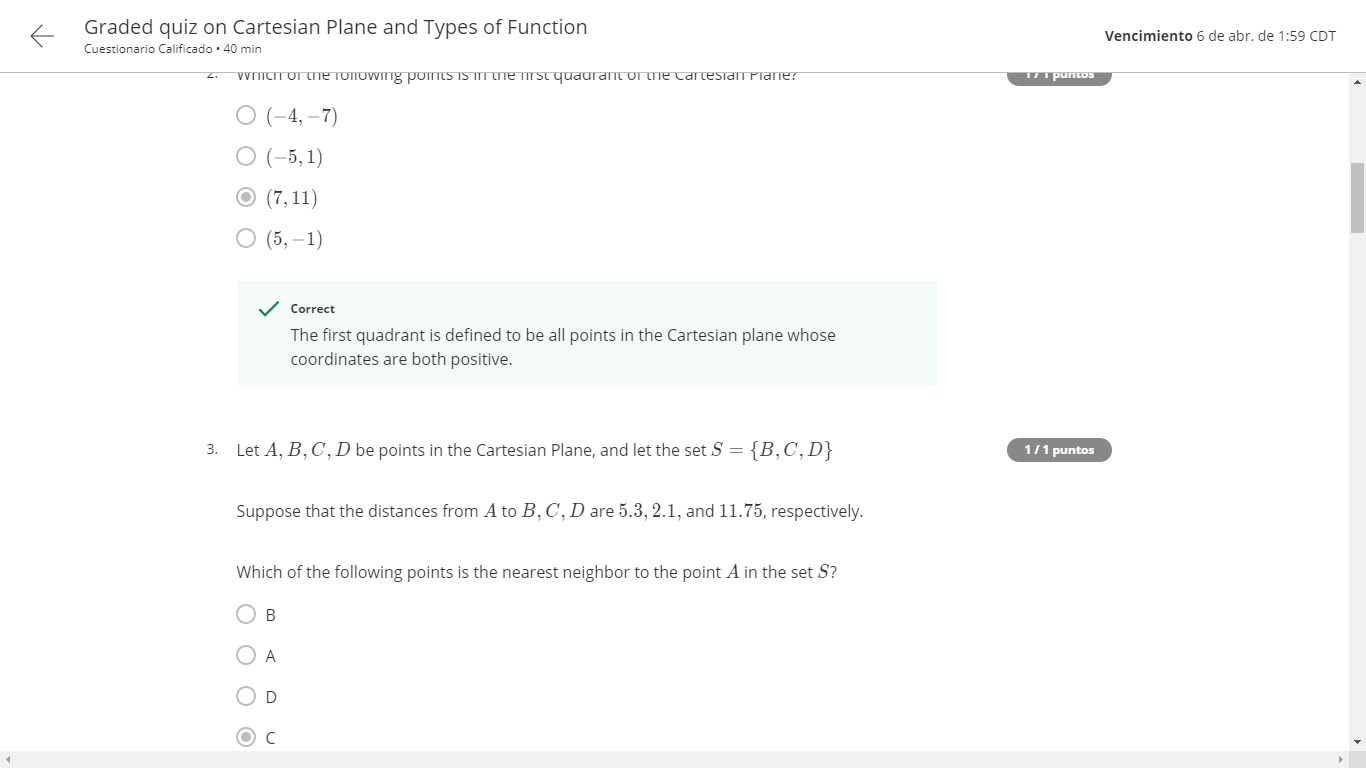 Graded quiz on Cartesian Plane and Types of Function
Cuestionario Calificado • 40 min
Vencimiento 6 de abr. de 1:59 CDT
2. Which of the following points is in the first quadrant of the Cartesian Plane?
1 / 1 puntos
(−4, −7)
(−5, 1)
(7, 11)
(5, −1)
Correct
The first quadrant is defined to be all points in the Cartesian plane whose
coordinates are both positive.
3. Let A, B, C, D be points in the Cartesian Plane, and let the set S = {B, C, D}
1 / 1 puntos
Suppose that the distances from A to B, C, D are 5.3, 2.1, and 11.75, respectively.
Which of the following points is the nearest neighbor to the point A in the set S?
B
A
D
C